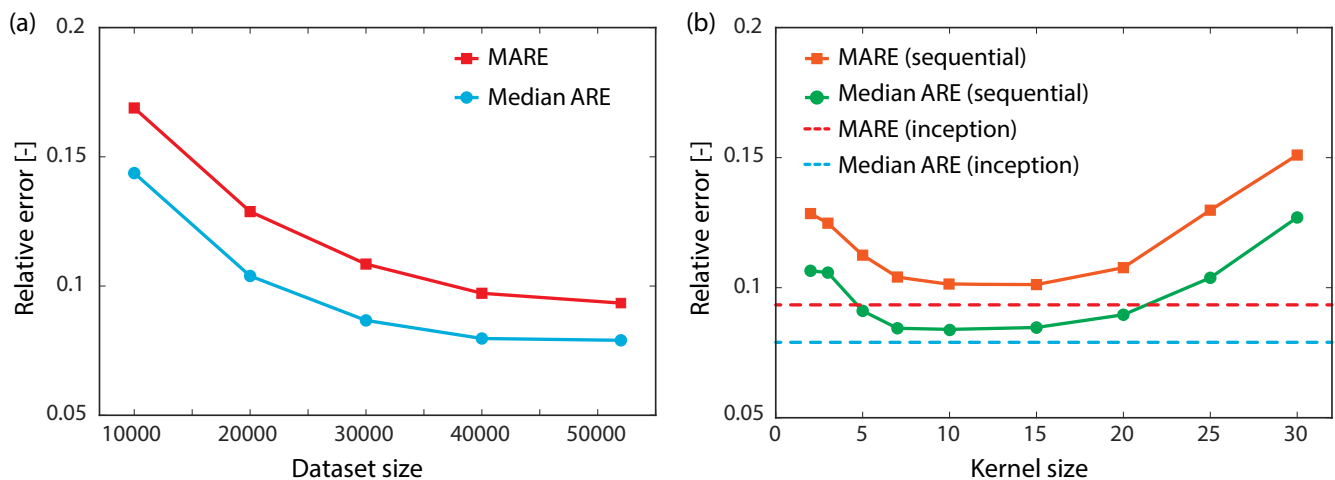 (a)
0.2
0.15
0.1
0.05
Relative error [-]
MARE
Median ARE
10000 20000 30000 40000 50000
Dataset size
(b)
0.2
0.15
0.1
0.05
Relative error [-]
MARE (sequential)
Median ARE (sequential)
MARE (inception)
Median ARE (inception)
0 5 10 15 20 25 30
Kernel size